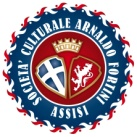 SOCIETA' CULTURALE ARNALDO FORTINI
ASSISI